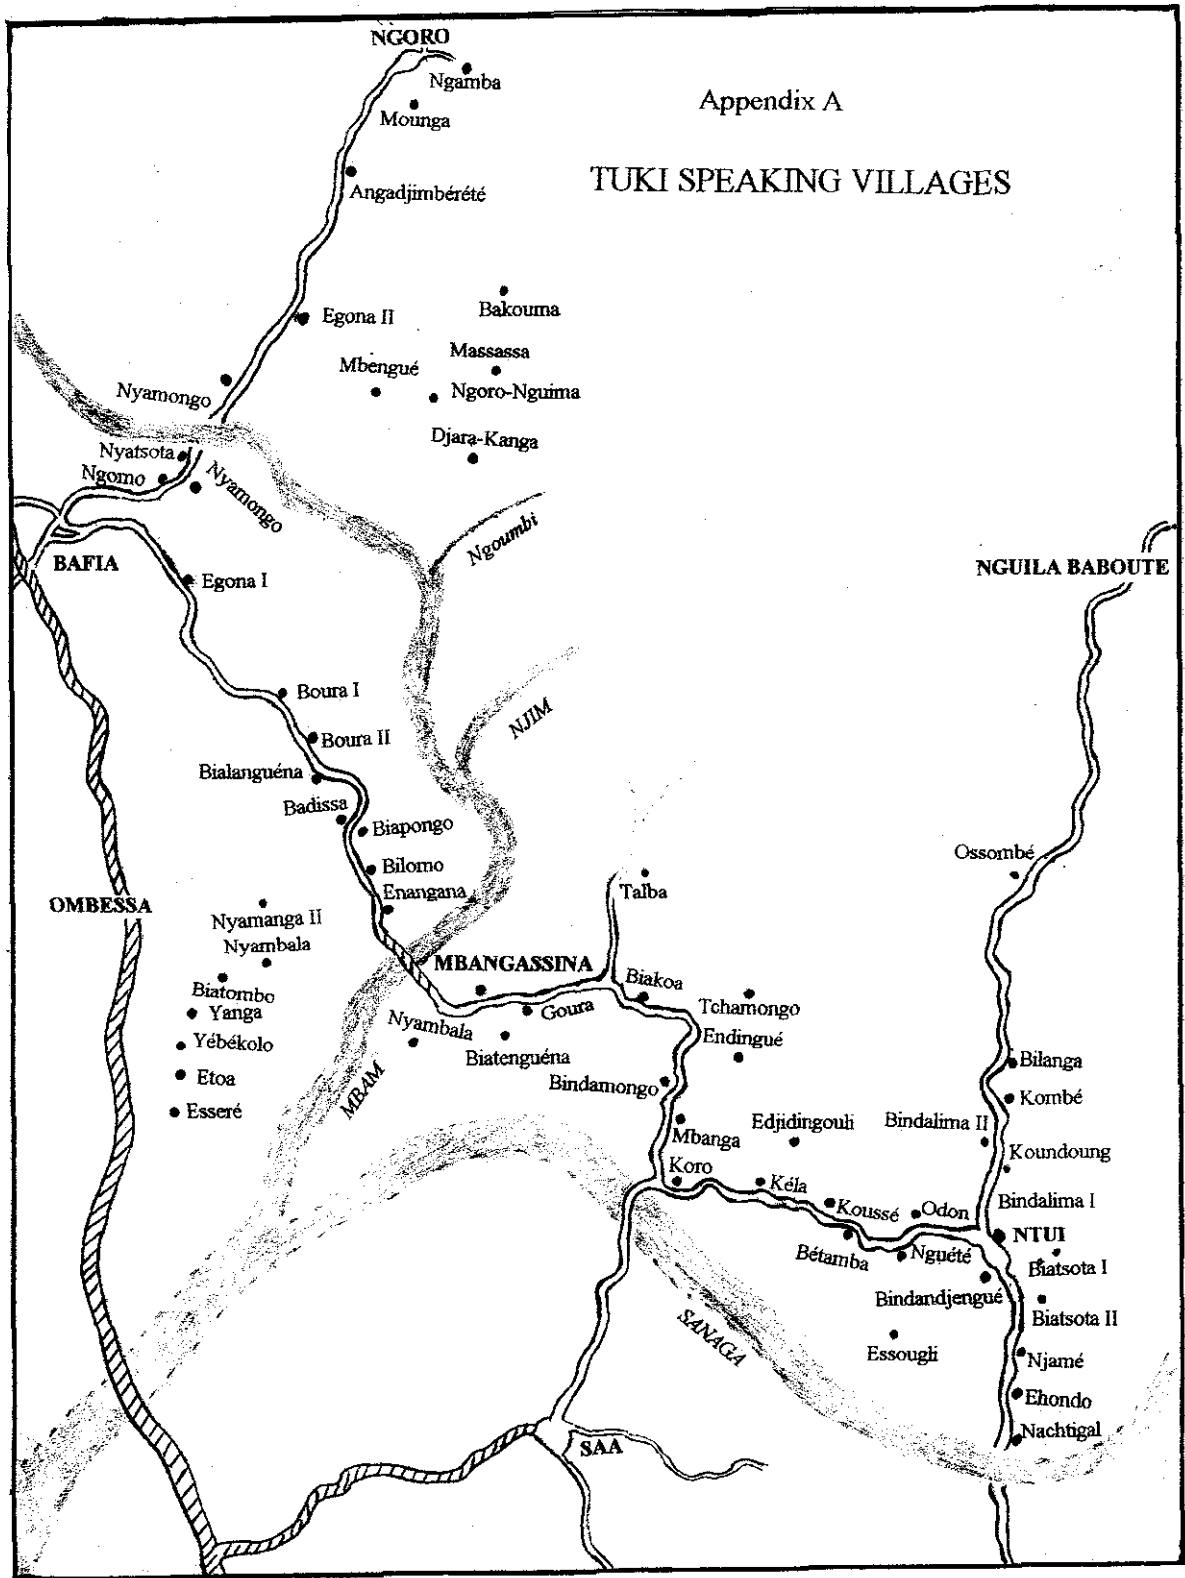 NGORO
Ngamba
Appendix A
Mounga
TUKI SPEAKING VILLAGES
Angadjimbérété
Bakouma
Egona II
Massassa
Mbengué
Nyamongo
Ngoro-Nguima
Djara-Kanga
Nyatsota I
Ngomo
Nyamongo
Ngoumbi
BAFIA
NGUILA BABOUTE
Egona I
Boura I
NJIM
Boura II
Bialanguéna
Badissa
Biapongo
Ossombé
Bilomo
Enangana
Talba
OMBESSA
Nyamanga II
Nyambala
MBANGASSINA
Biatombo
Biakoa
Yanga
Goura
Tchamongo
Nyambala
Endingué
Yébékolo
Biatenguéna
Bilanga
Etoa
MBAM
Bindamongo
Kombé
Esseré
Mbanga
Edjidingouli
Bindalima II
Koundoung
Koro
Kéla
Bindalima I
Koussé
Odon
NTUI
Bétamba
Nguété
Biatsota I
Bindandjengué
Biatsota II
SANAGA
Essougli
Njamé
Ehondo
Nachtigal
SAA